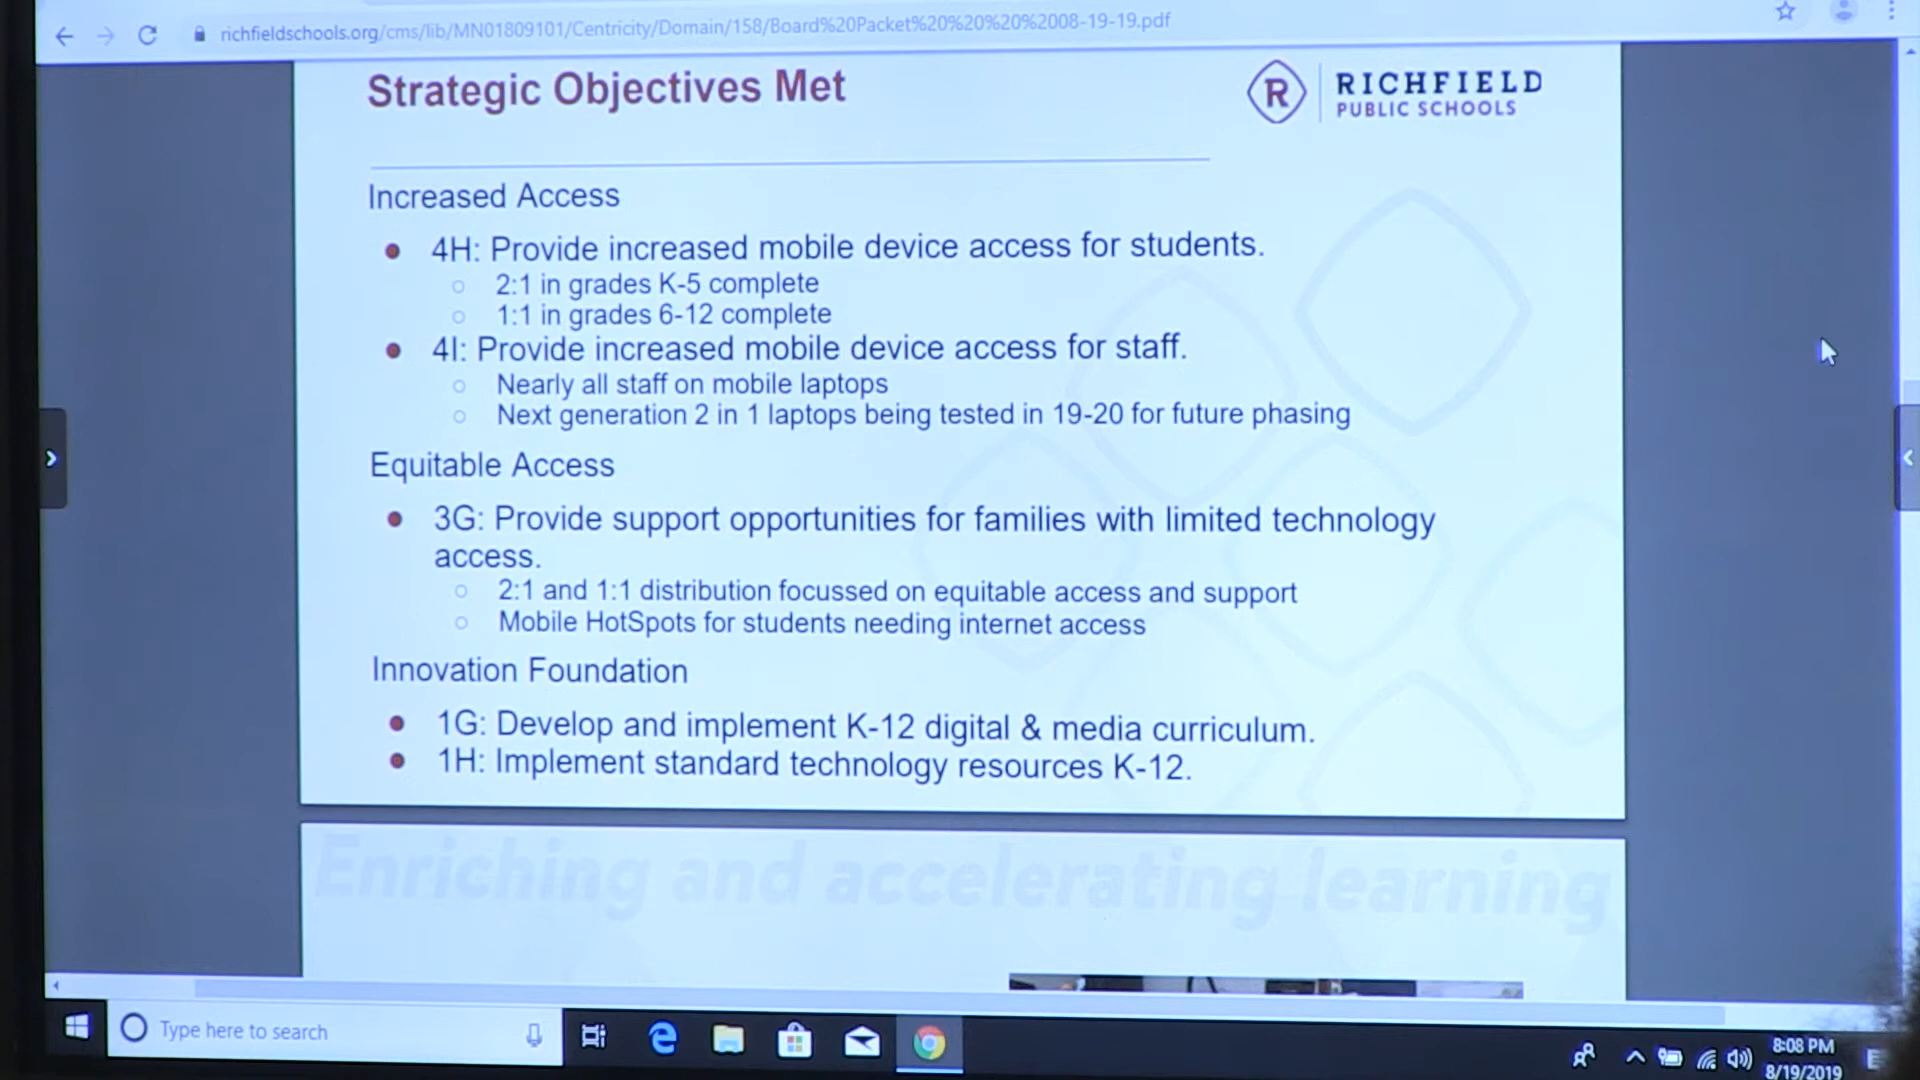 richfieldschools.org/cms/lib/MN01809101/Centricity/Domain/158/Board%20Packet%20%20%20%2008-19-19.pdf
Strategic Objectives Met
R
RICHFIELD
PUBLIC SCHOOLS
Increased Access
4H: Provide increased mobile device access for students.
2:1 in grades K-5 complete
1:1 in grades 6-12 complete
4I: Provide increased mobile device access for staff.
Nearly all staff on mobile laptops
Next generation 2 in 1 laptops being tested in 19-20 for future phasing
Equitable Access
3G: Provide support opportunities for families with limited technology
access.
2:1 and 1:1 distribution focussed on equitable access and support
Mobile HotSpots for students needing internet access
Innovation Foundation
1G: Develop and implement K-12 digital & media curriculum.
1H: Implement standard technology resources K-12.
Enriching and accelerating learning
Type here to search
8:08 PM
8/19/2019